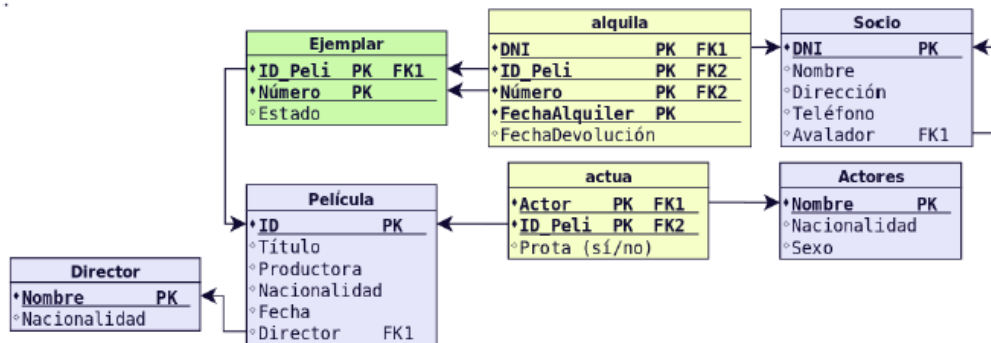 alquila
DNI PK FK1
ID_Peli PK FK2
Número PK FK2
FechaAlquiler PK
FechaDevolución
Socio
DNI PK
Nombre
Dirección
Teléfono
Avalador FK1
Ejemplar
ID_Peli PK FK1
Número PK
Estado
actua
Actor PK FK1
ID_Peli PK FK2
Prota (sí/no)
Actores
Nombre PK
Nacionalidad
Sexo
Película
ID PK
Título
Productora
Nacionalidad
Fecha
Director FK1
Director
Nombre PK
Nacionalidad